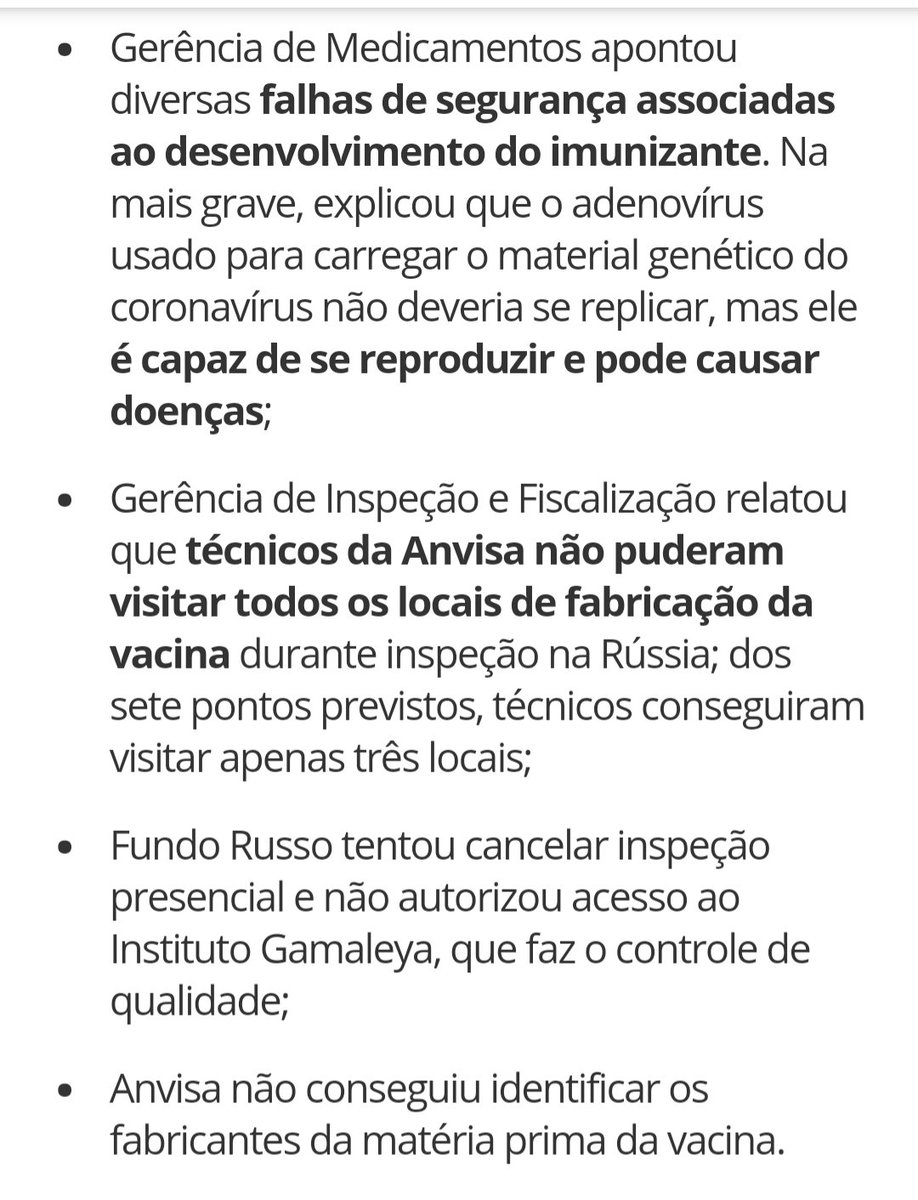 • Gerência de Medicamentos apontou
diversas falhas de segurança associadas
ao desenvolvimento do imunizante. Na
mais grave, explicou que o adenovírus
usado para carregar o material genético do
coronavírus não deveria se replicar, mas ele
é capaz de se reproduzir e pode causar
doenças;
• Gerência de Inspeção e Fiscalização relatou
que técnicos da Anvisa não puderam
visitar todos os locais de fabricação da
vacina durante inspeção na Rússia; dos
sete pontos previstos, técnicos conseguiram
visitar apenas três locais;
• Fundo Russo tentou cancelar inspeção
presencial e não autorizou acesso ao
Instituto Gamaleya, que faz o controle de
qualidade;
• Anvisa não conseguiu identificar os
fabricantes da matéria prima da vacina.